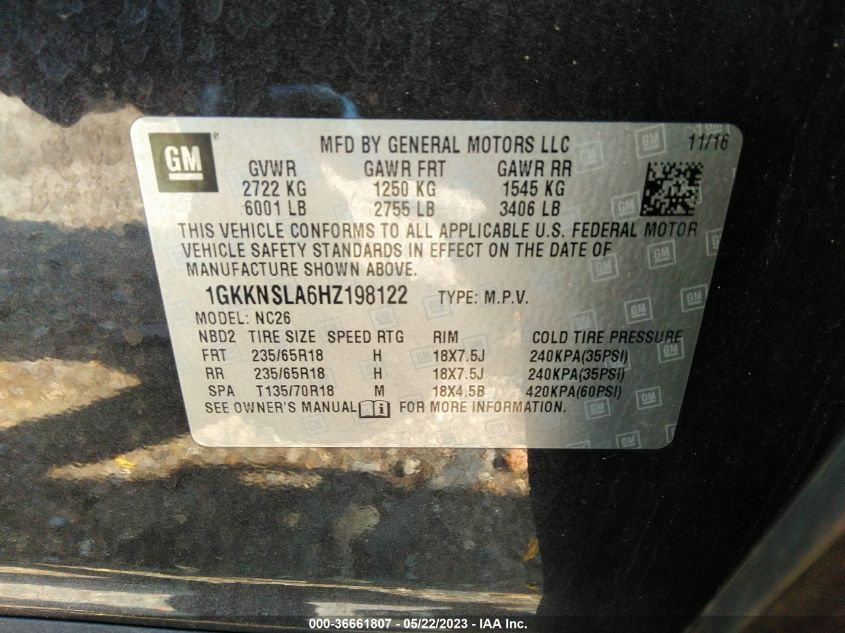 GM
MFD BY GENERAL MOTORS LLC 11/16
GVWR GAWR FRT GAWR RR
2722 KG 1250 KG 1545 KG
6001 LB 2755 LB 3406 LB
THIS VEHICLE CONFORMS TO ALL APPLICABLE U.S. FEDERAL MOTOR
VEHICLE SAFETY STANDARDS IN EFFECT ON THE DATE OF
MANUFACTURE SHOWN ABOVE.
1GKKNSLA6HZ198122 TYPE: M.P.V.
MODEL: NC26
NBD2 TIRE SIZE SPEED RTG RIM COLD TIRE PRESSURE
FRT 235/65R18 H 18X7.5J 240KPA(35PSI)
RR 235/65R18 H 18X7.5J 240KPA(35PSI)
SPA T135/70R18 M 18X4.5B 420KPA(60PSI)
SEE OWNER'S MANUAL i FOR MORE INFORMATION.
000-36661807 - 05/22/2023 - IAA Inc.